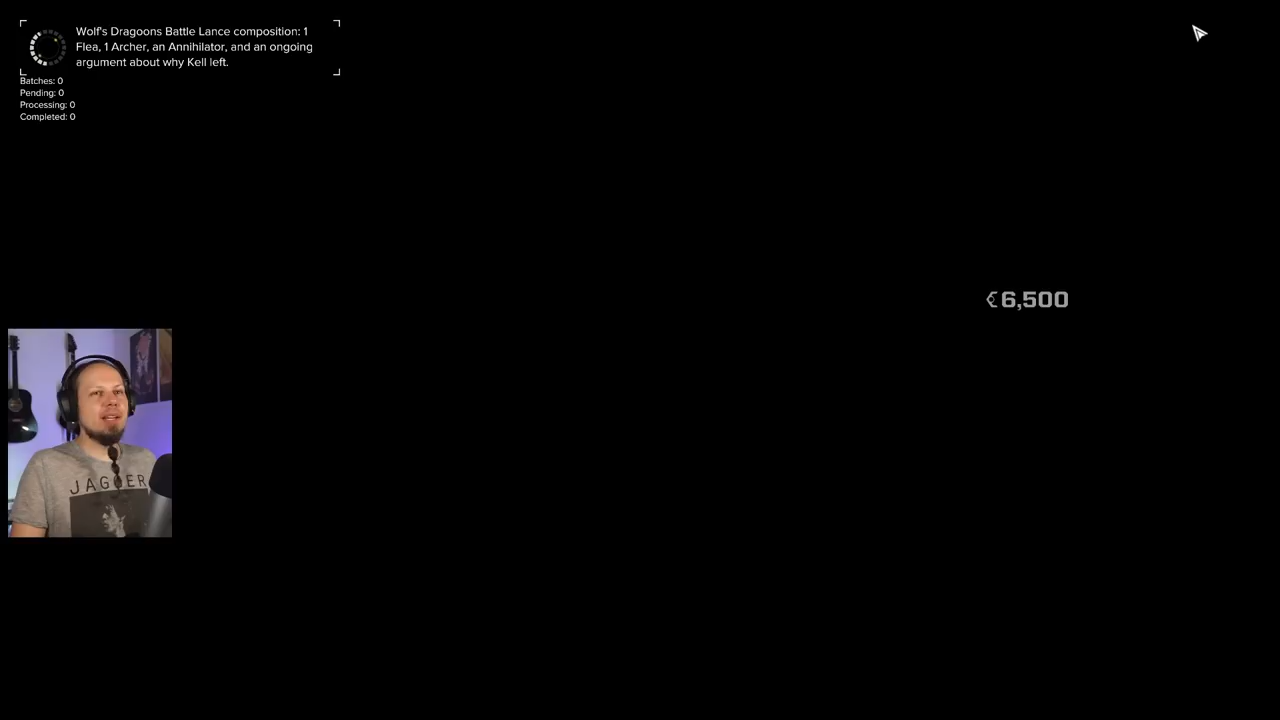 Wolf's Dragoons Battle Lance composition: 1
Flea, 1 Archer, an Annihilator, and an ongoing
argument about why Kell left.
Batches: 0
Pending: 0
Processing: 0
Completed: 0
6,500
JAGGER